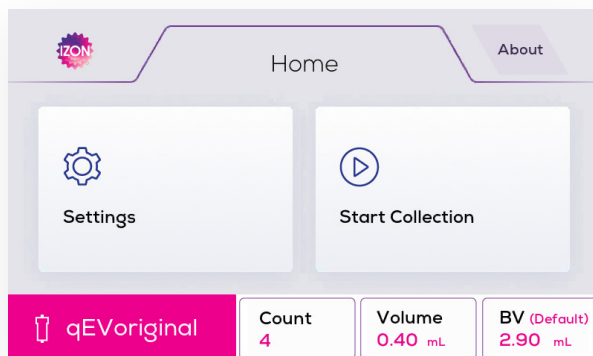 IZON
Home
About
Settings
Start Collection
qEVoriginal
Count
4
Volume
0.40 mL
BV (Default)
2.90 mL